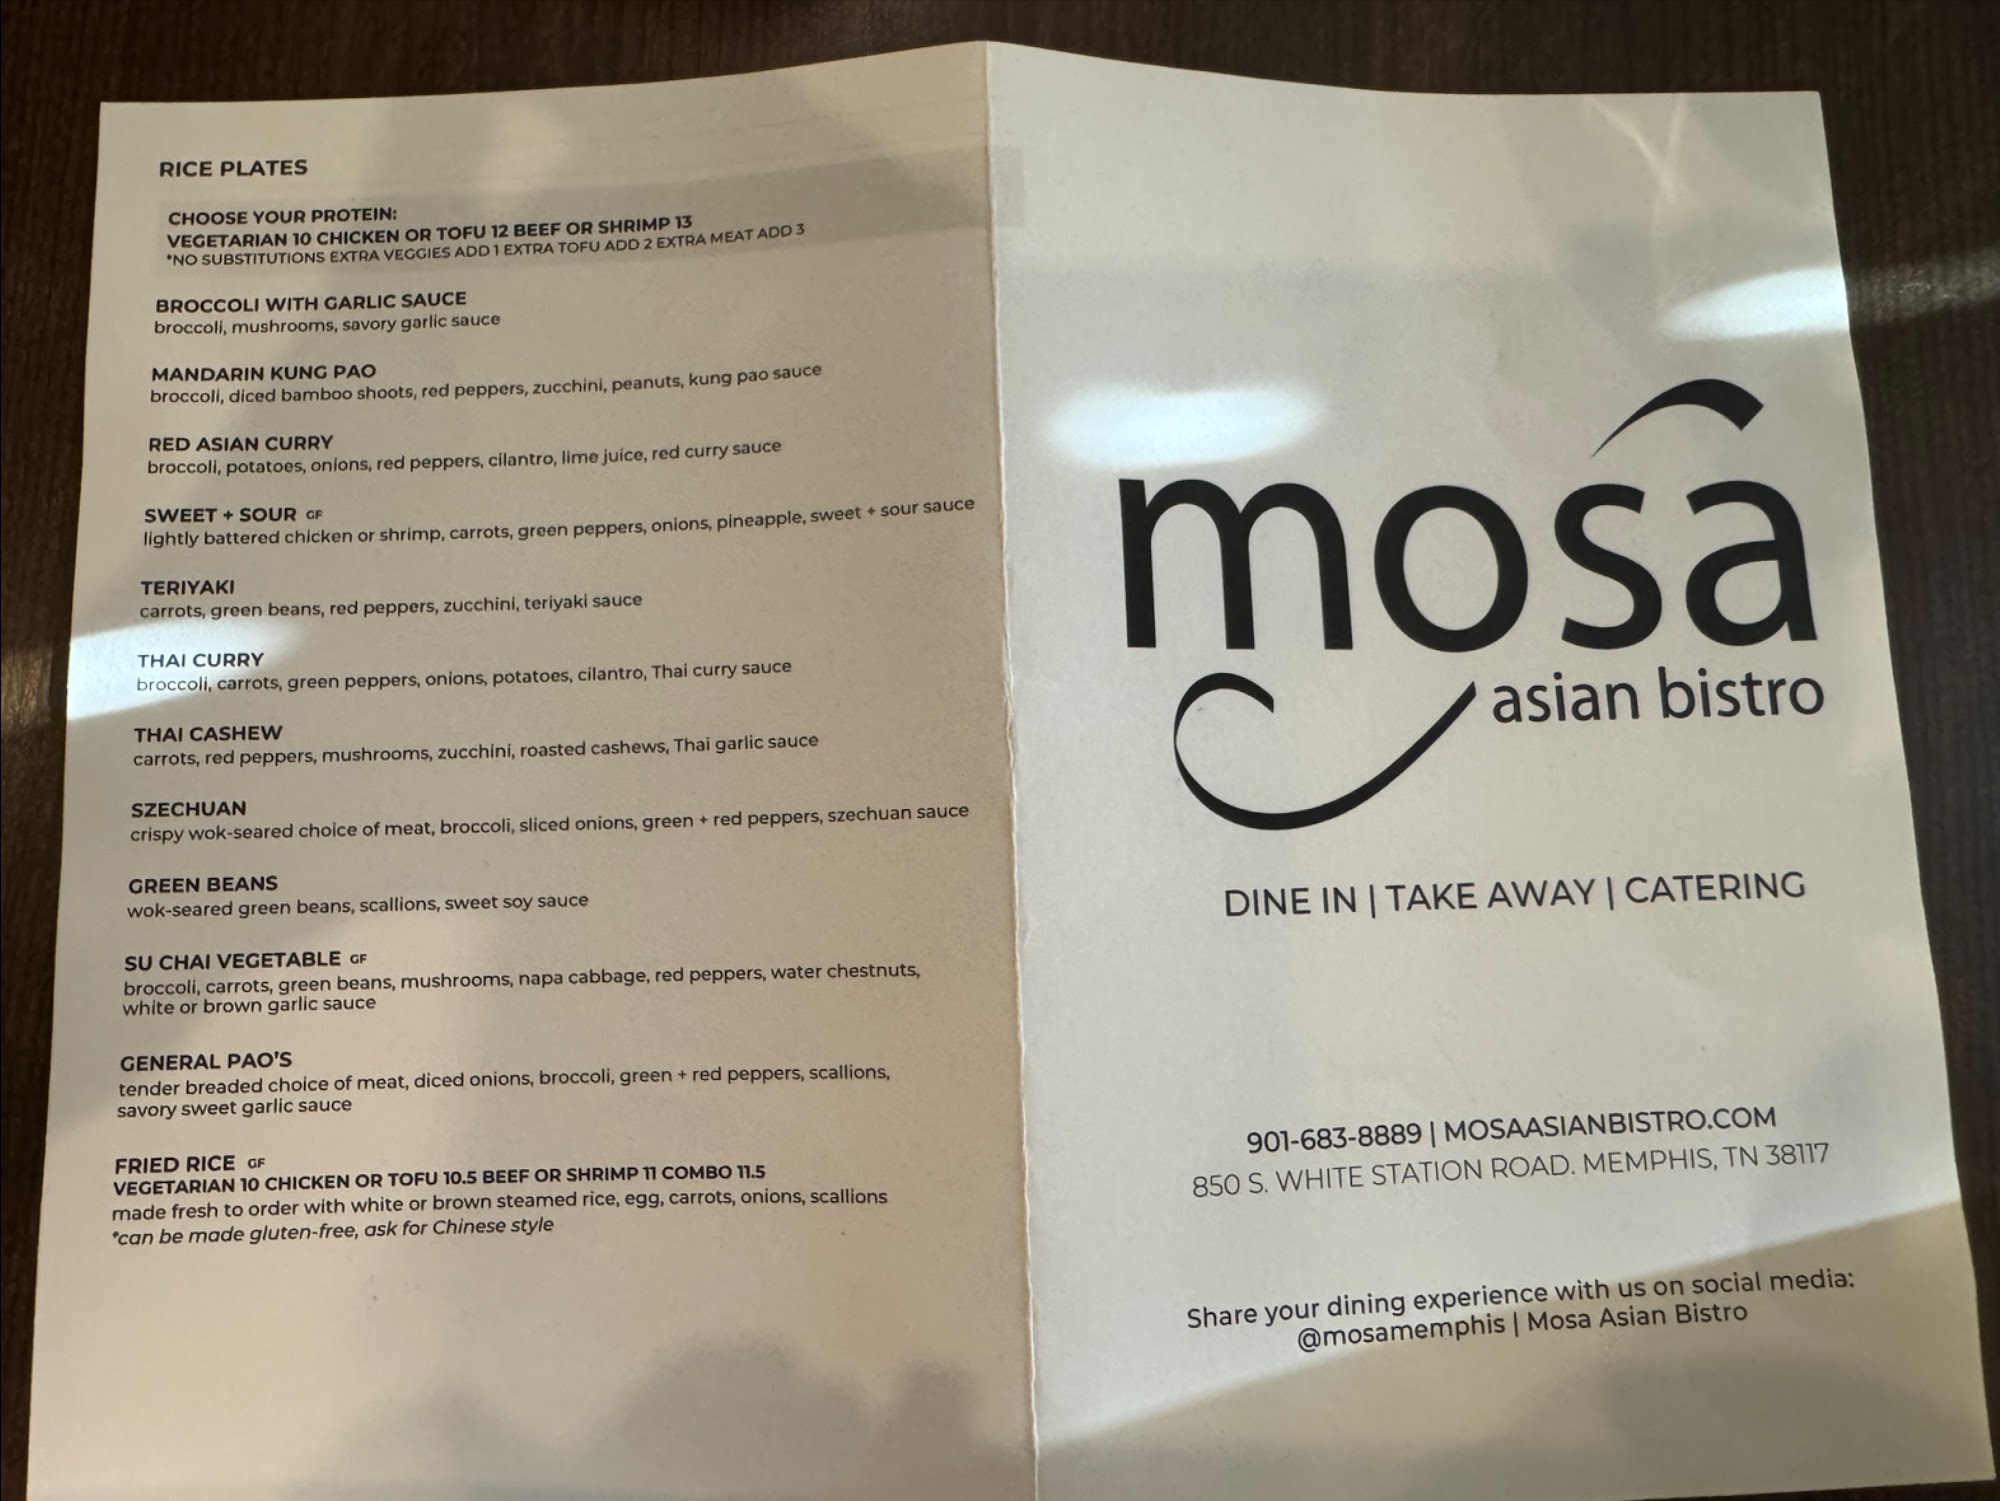 RICE PLATES
CHOOSE YOUR PROTEIN:
VEGETARIAN 10 CHICKEN OR TOFU 12 BEEF OR SHRIMP 13
*NO SUBSTITUTIONS EXTRA VEGGIES ADD 1 EXTRA TOFU ADD 2 EXTRA MEAT ADD 3
BROCCOLI WITH GARLIC SAUCE
broccoli, mushrooms, savory garlic sauce
MANDARIN KUNG PAO
broccoli, diced bamboo shoots, red peppers, zucchini, peanuts, kung pao sauce
RED ASIAN CURRY
broccoli, potatoes, onions, red peppers, cilantro, lime juice, red curry sauce
SWEET + SOUR GF
lightly battered chicken or shrimp, carrots, green peppers, onions, pineapple, sweet + sour sauce
TERIYAKI
carrots, green beans, red peppers, zucchini, teriyaki sauce
THAI CURRY
broccoli, carrots, green peppers, onions, potatoes, cilantro, Thai curry sauce
THAI CASHEW
carrots, red peppers, mushrooms, zucchini, roasted cashews, Thai garlic sauce
SZECHUAN
crispy wok-seared choice of meat, broccoli, sliced onions, green + red peppers, szechuan sauce
GREEN BEANS
wok-seared green beans, scallions, sweet soy sauce
SU CHAI VEGETABLE GF
broccoli, carrots, green beans, mushrooms, napa cabbage, red peppers, water chestnuts,
white or brown garlic sauce
GENERAL PAO'S
tender breaded choice of meat, diced onions, broccoli, green + red peppers, scallions,
savory sweet garlic sauce
FRIED RICE GF
VEGETARIAN 10 CHICKEN OR TOFU 10.5 BEEF OR SHRIMP 11 COMBO 11.5
made fresh to order with white or brown steamed rice, egg, carrots, onions, scallions
*can be made gluten-free, ask for Chinese style
mosa
asian bistro
DINE IN | TAKE AWAY | CATERING
901-683-8889 | MOSAASIANBISTRO.COM
850 S. WHITE STATION ROAD. MEMPHIS, TN 38117
Share your dining experience with us on social media:
@mosamemphis | Mosa Asian Bistro